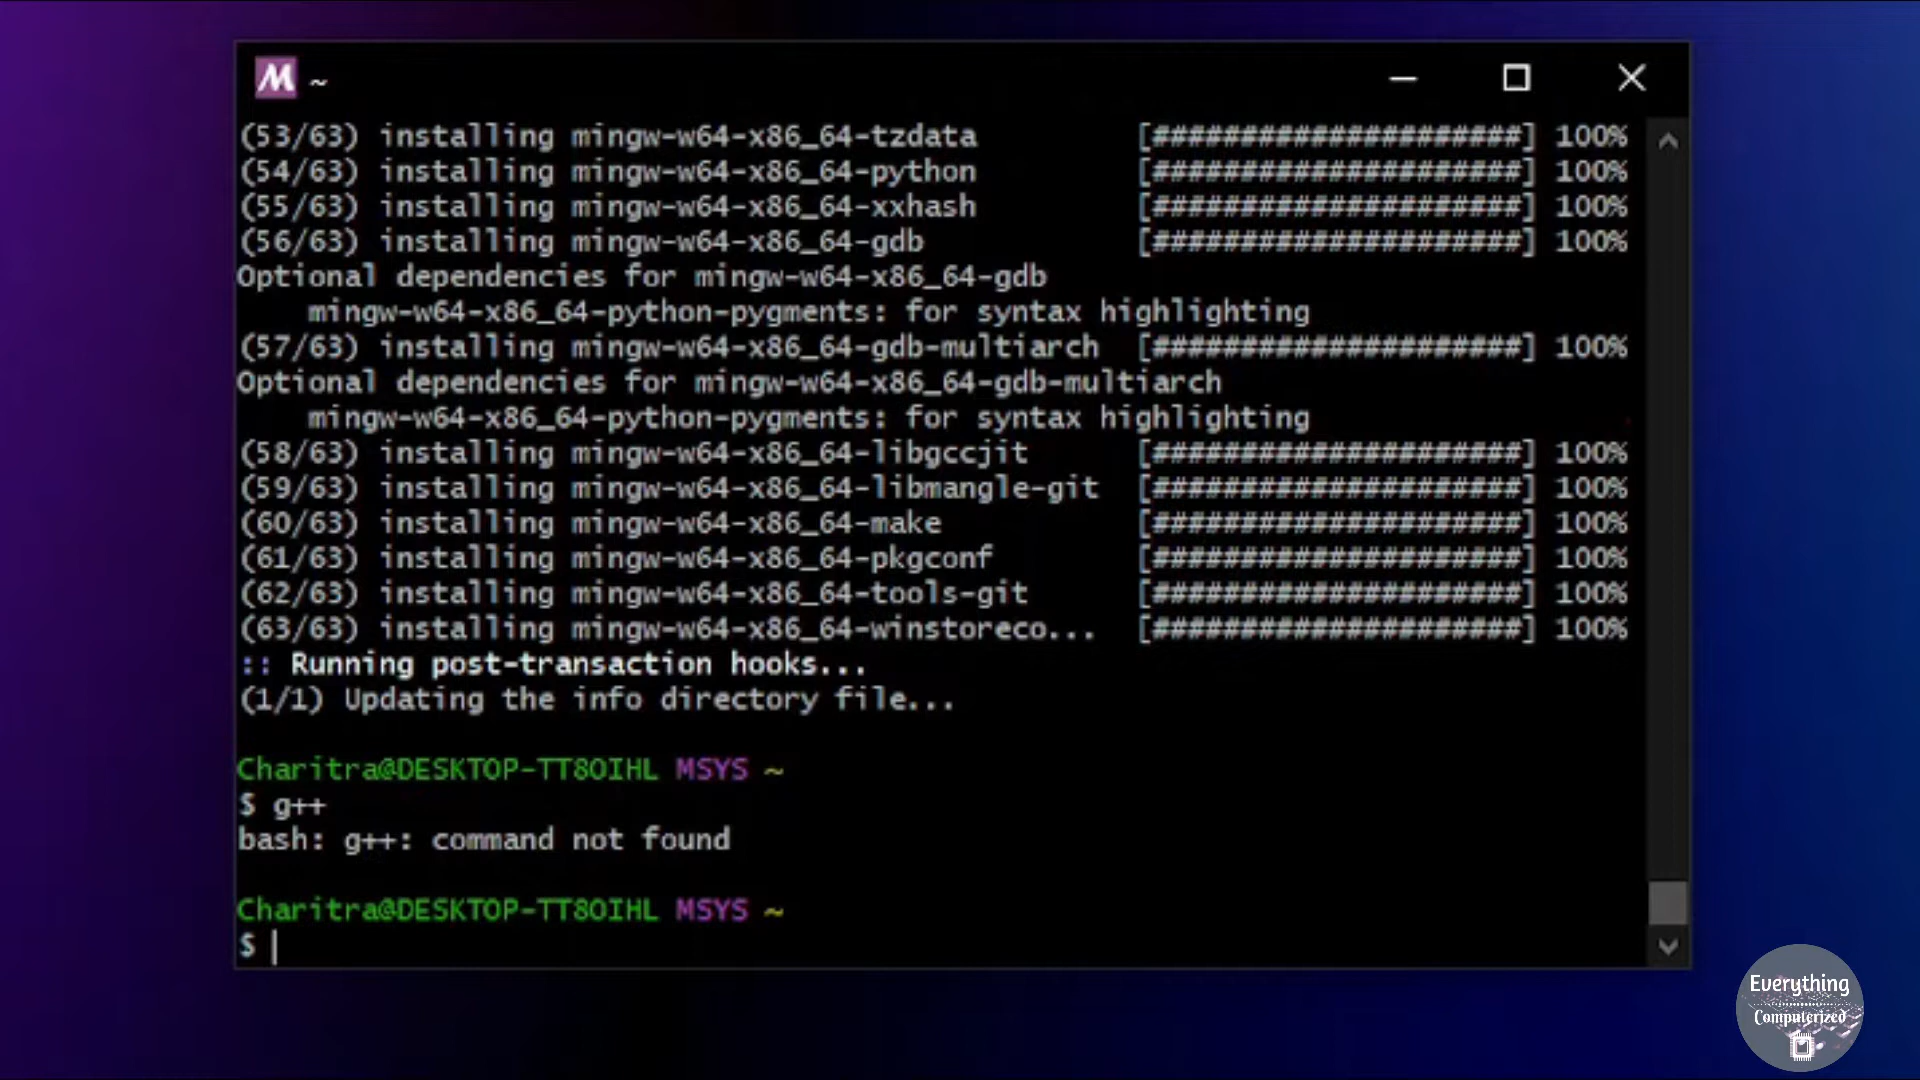 M ~
(53/63) installing mingw-w64-x86_64-tzdata [#####################] 100%
(54/63) installing mingw-w64-x86_64-python [#####################] 100%
(55/63) installing mingw-w64-x86_64-xxhash [#####################] 100%
(56/63) installing mingw-w64-x86_64-gdb [#####################] 100%
Optional dependencies for mingw-w64-x86_64-gdb
mingw-w64-x86_64-python-pygments: for syntax highlighting
(57/63) installing mingw-w64-x86_64-gdb-multiarch [#####################] 100%
Optional dependencies for mingw-w64-x86_64-gdb-multiarch
mingw-w64-x86_64-python-pygments: for syntax highlighting
(58/63) installing mingw-w64-x86_64-libgccjit [#####################] 100%
(59/63) installing mingw-w64-x86_64-libmangle-git [#####################] 100%
(60/63) installing mingw-w64-x86_64-make [#####################] 100%
(61/63) installing mingw-w64-x86_64-pkgconf [#####################] 100%
(62/63) installing mingw-w64-x86_64-tools-git [#####################] 100%
(63/63) installing mingw-w64-x86_64-winstoreco... [#####################] 100%
:: Running post-transaction hooks...
(1/1) Updating the info directory file...
Charitra@DESKTOP-TT8OIHL MSYS ~
$ g++
bash: g++: command not found
Charitra@DESKTOP-TT8OIHL MSYS ~
$
Everything
Computerized